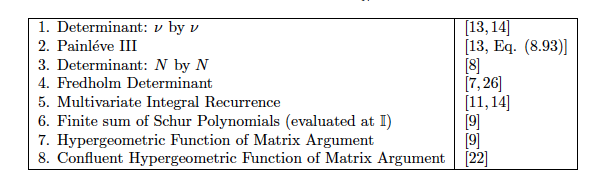 1. Determinant: ν by ν [13, 14]
2. Painléve III [13, Eq. (8.93)]
3. Determinant: N by N [8]
4. Fredholm Determinant [7, 26]
5. Multivariate Integral Recurrence [11, 14]
6. Finite sum of Schur Polynomials (evaluated at 𝕀) [9]
7. Hypergeometric Function of Matrix Argument [9]
8. Confluent Hypergeometric Function of Matrix Argument [22]